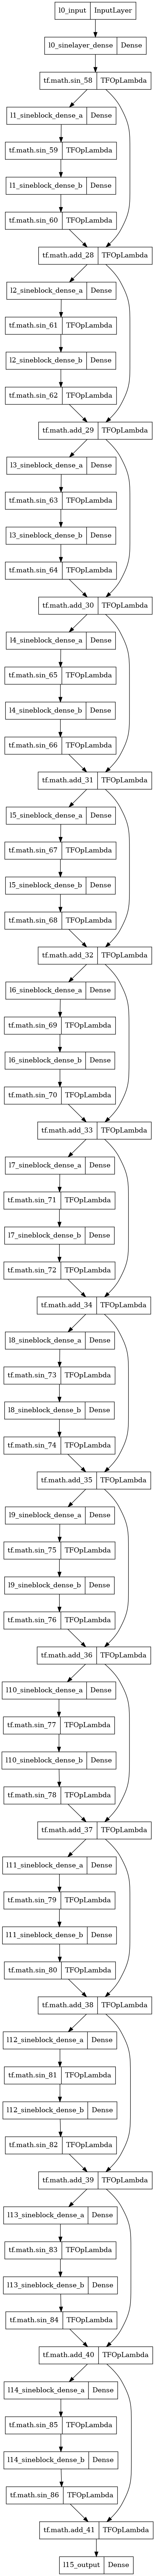 l0_input InputLayer
l0_sinelayer_dense Dense
tf.math.sin_58 TFOpLambda
l1_sineblock_dense_a Dense
tf.math.sin_59 TFOpLambda
l1_sineblock_dense_b Dense
tf.math.sin_60 TFOpLambda
tf.math.add_28 TFOpLambda
l2_sineblock_dense_a Dense
tf.math.sin_61 TFOpLambda
l2_sineblock_dense_b Dense
tf.math.sin_62 TFOpLambda
tf.math.add_29 TFOpLambda
l3_sineblock_dense_a Dense
tf.math.sin_63 TFOpLambda
l3_sineblock_dense_b Dense
tf.math.sin_64 TFOpLambda
tf.math.add_30 TFOpLambda
l4_sineblock_dense_a Dense
tf.math.sin_65 TFOpLambda
l4_sineblock_dense_b Dense
tf.math.sin_66 TFOpLambda
tf.math.add_31 TFOpLambda
l5_sineblock_dense_a Dense
tf.math.sin_67 TFOpLambda
l5_sineblock_dense_b Dense
tf.math.sin_68 TFOpLambda
tf.math.add_32 TFOpLambda
l6_sineblock_dense_a Dense
tf.math.sin_69 TFOpLambda
l6_sineblock_dense_b Dense
tf.math.sin_70 TFOpLambda
tf.math.add_33 TFOpLambda
l7_sineblock_dense_a Dense
tf.math.sin_71 TFOpLambda
l7_sineblock_dense_b Dense
tf.math.sin_72 TFOpLambda
tf.math.add_34 TFOpLambda
l8_sineblock_dense_a Dense
tf.math.sin_73 TFOpLambda
l8_sineblock_dense_b Dense
tf.math.sin_74 TFOpLambda
tf.math.add_35 TFOpLambda
l9_sineblock_dense_a Dense
tf.math.sin_75 TFOpLambda
l9_sineblock_dense_b Dense
tf.math.sin_76 TFOpLambda
tf.math.add_36 TFOpLambda
l10_sineblock_dense_a Dense
tf.math.sin_77 TFOpLambda
l10_sineblock_dense_b Dense
tf.math.sin_78 TFOpLambda
tf.math.add_37 TFOpLambda
l11_sineblock_dense_a Dense
tf.math.sin_79 TFOpLambda
l11_sineblock_dense_b Dense
tf.math.sin_80 TFOpLambda
tf.math.add_38 TFOpLambda
l12_sineblock_dense_a Dense
tf.math.sin_81 TFOpLambda
l12_sineblock_dense_b Dense
tf.math.sin_82 TFOpLambda
tf.math.add_39 TFOpLambda
l13_sineblock_dense_a Dense
tf.math.sin_83 TFOpLambda
l13_sineblock_dense_b Dense
tf.math.sin_84 TFOpLambda
tf.math.add_40 TFOpLambda
l14_sineblock_dense_a Dense
tf.math.sin_85 TFOpLambda
l14_sineblock_dense_b Dense
tf.math.sin_86 TFOpLambda
tf.math.add_41 TFOpLambda
l15_output Dense